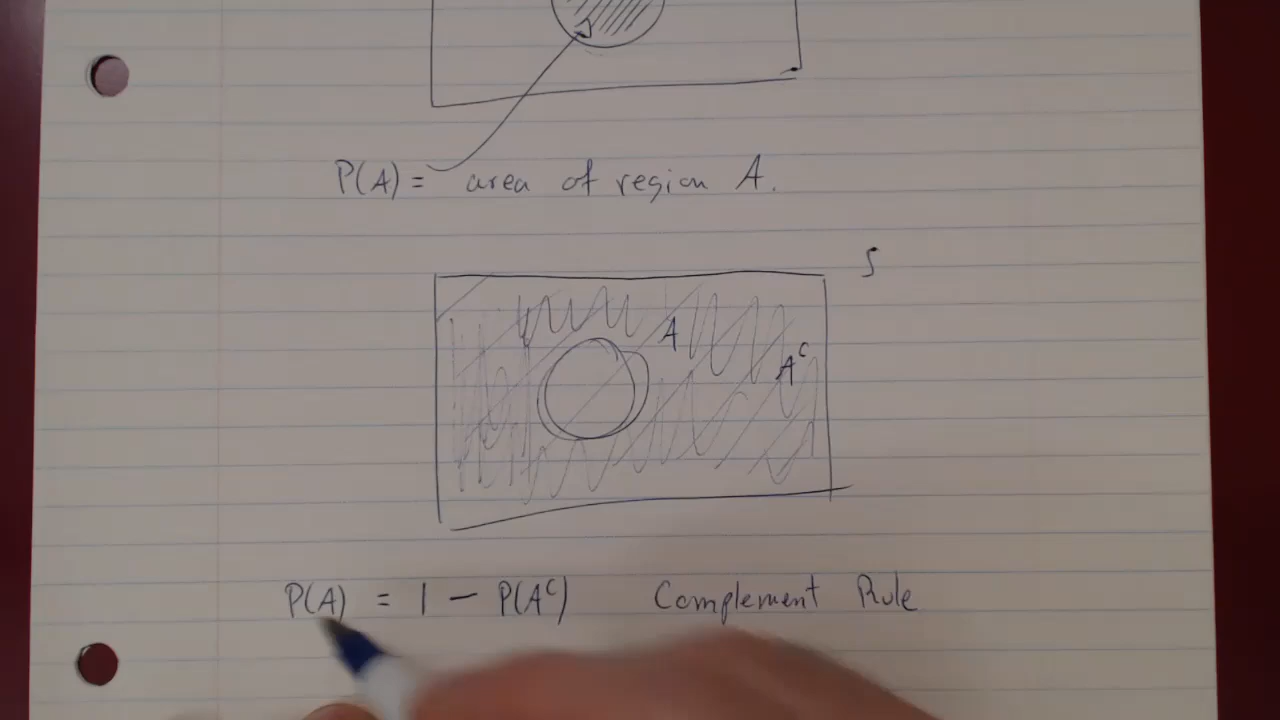 P(A) = area of region A.
S
A
A^c
P(A) = 1 - P(A^c) Complement Rule